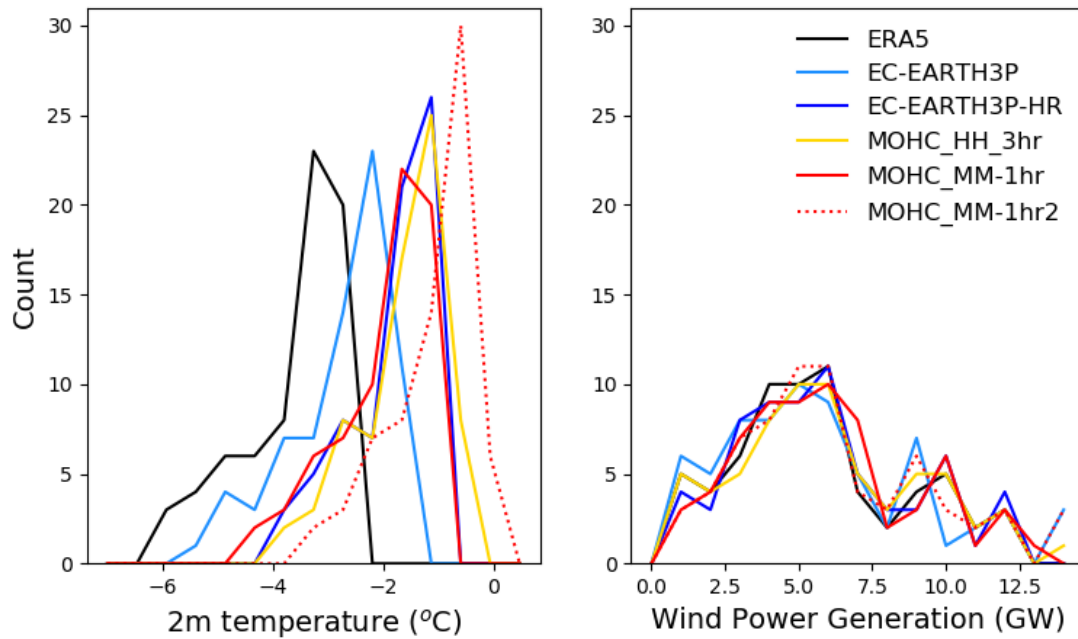 30
25
20
15
10
5
0
Count
−6
−4
−2
0
2m temperature (°C)
30
25
20
15
10
5
0
ERA5
EC-EARTH3P
EC-EARTH3P-HR
MOHC_HH_3hr
MOHC_MM-1hr
MOHC_MM-1hr2
0.0
2.5
5.0
7.5
10.0
12.5
Wind Power Generation (GW)